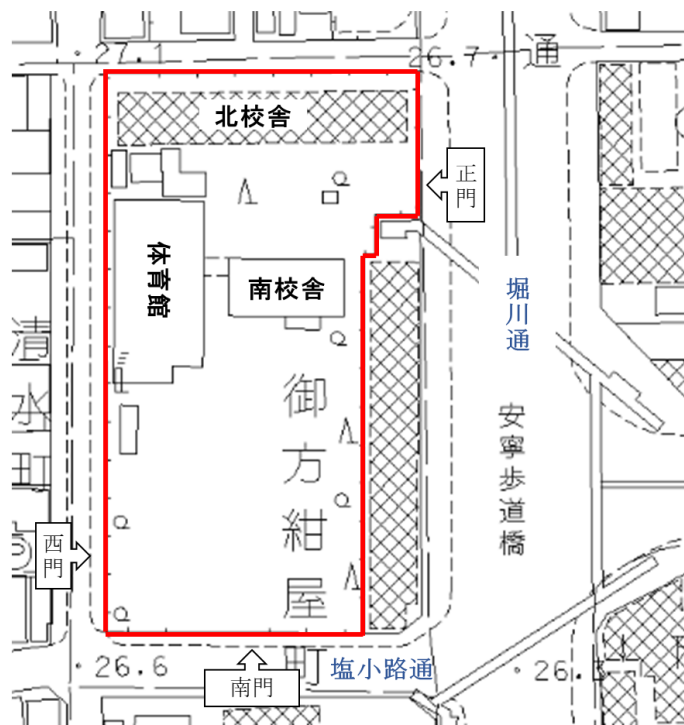 27.1
26.7 通
北校舎
正門
体育館
南校舎
堀川通
清水町
御方紺屋町
安寧歩道橋
西門
26.6
南門
塩小路通
26.